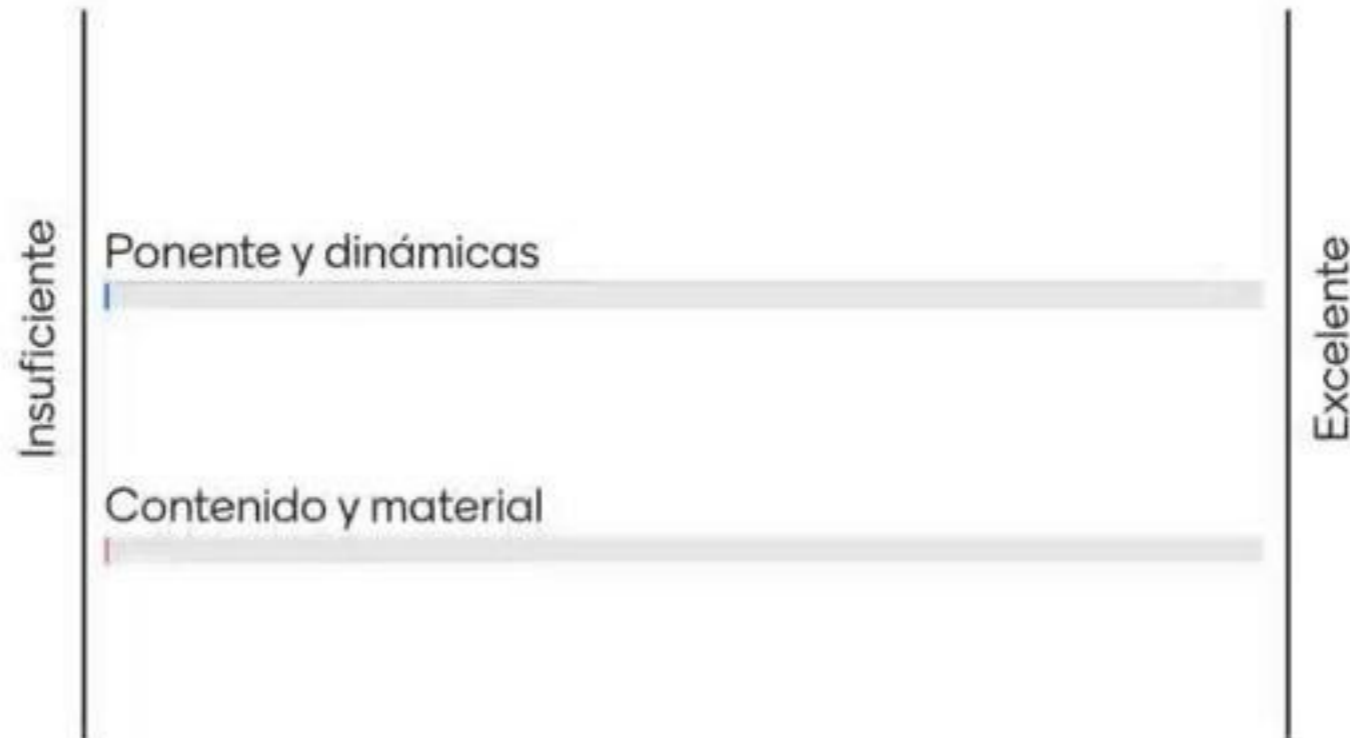 Insuficiente
Ponente y dinámicas
Contenido y material
Excelente